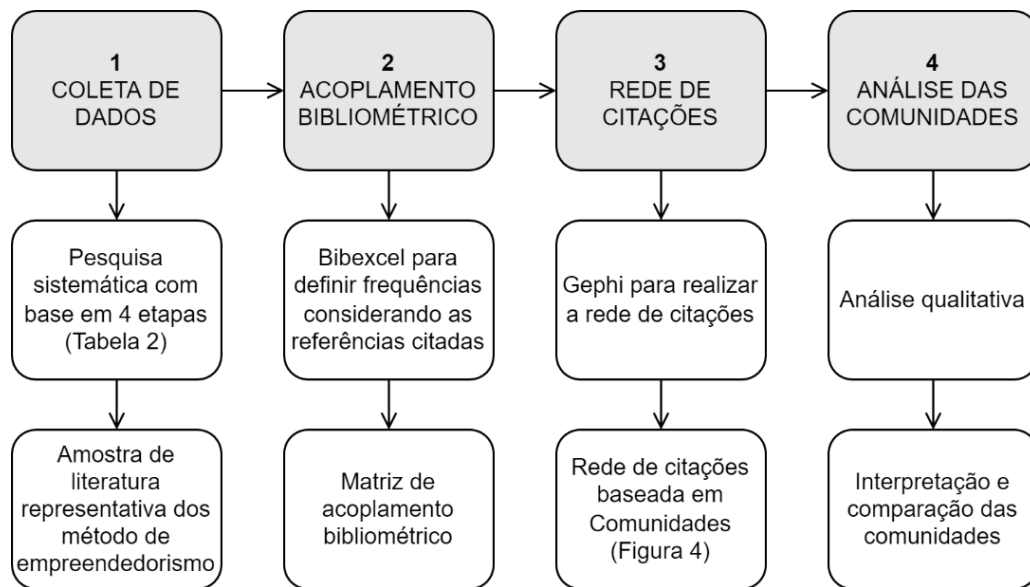 1
COLETA DE
DADOS
2
ACOPLAMENTO
BIBLIOMÉTRICO
3
REDE DE
CITAÇÕES
4
ANÁLISE DAS
COMUNIDADES
Pesquisa
sistemática com
base em 4 etapas
(Tabela 2)
Bibexcel para
definir frequências
considerando as
referências citadas
Gephi para realizar
a rede de citações
Análise qualitativa
Amostra de
literatura
representativa dos
método de
empreendedorismo
Matriz de
acoplamento
bibliométrico
Rede de citações
baseada em
Comunidades
(Figura 4)
Interpretação e
comparação das
comunidades